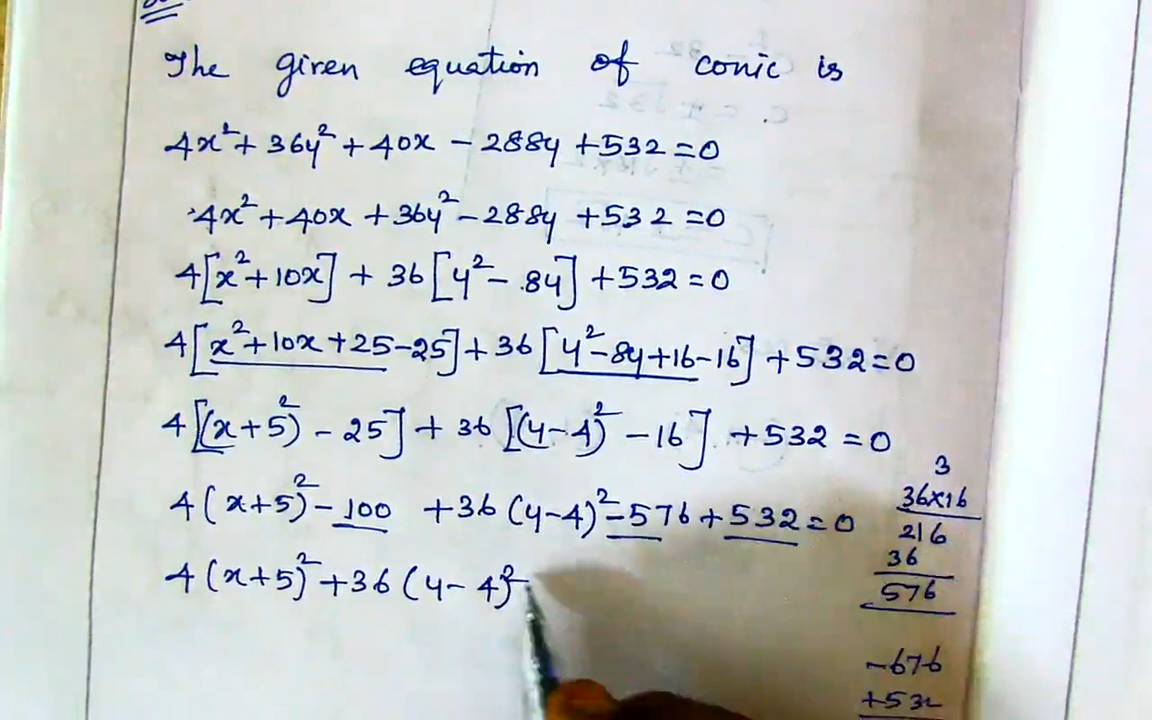 The given equation of conic is
4x²+36y²+40x-288y+532=0
4x²+40x+36y²-288y+532=0
4[x²+10x]+36[y²-8y]+532=0
4[x²+10x+25-25]+36[y²-8y+16-16]+532=0
4[(x+5)²-25]+36[(y-4)²-16]+532=0
4(x+5)²-100+36(y-4)²-576+532=0
4(x+5)²+36(y-4)²-
3
36×16
216
36
576
-676
+532